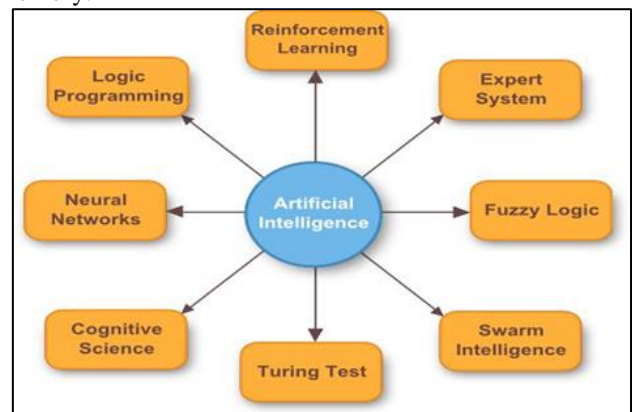 Reinforcement
Learning
Logic
Programming
Expert
System
Neural
Networks
Artificial
Intelligence
Fuzzy Logic
Cognitive
Science
Turing Test
Swarm
Intelligence